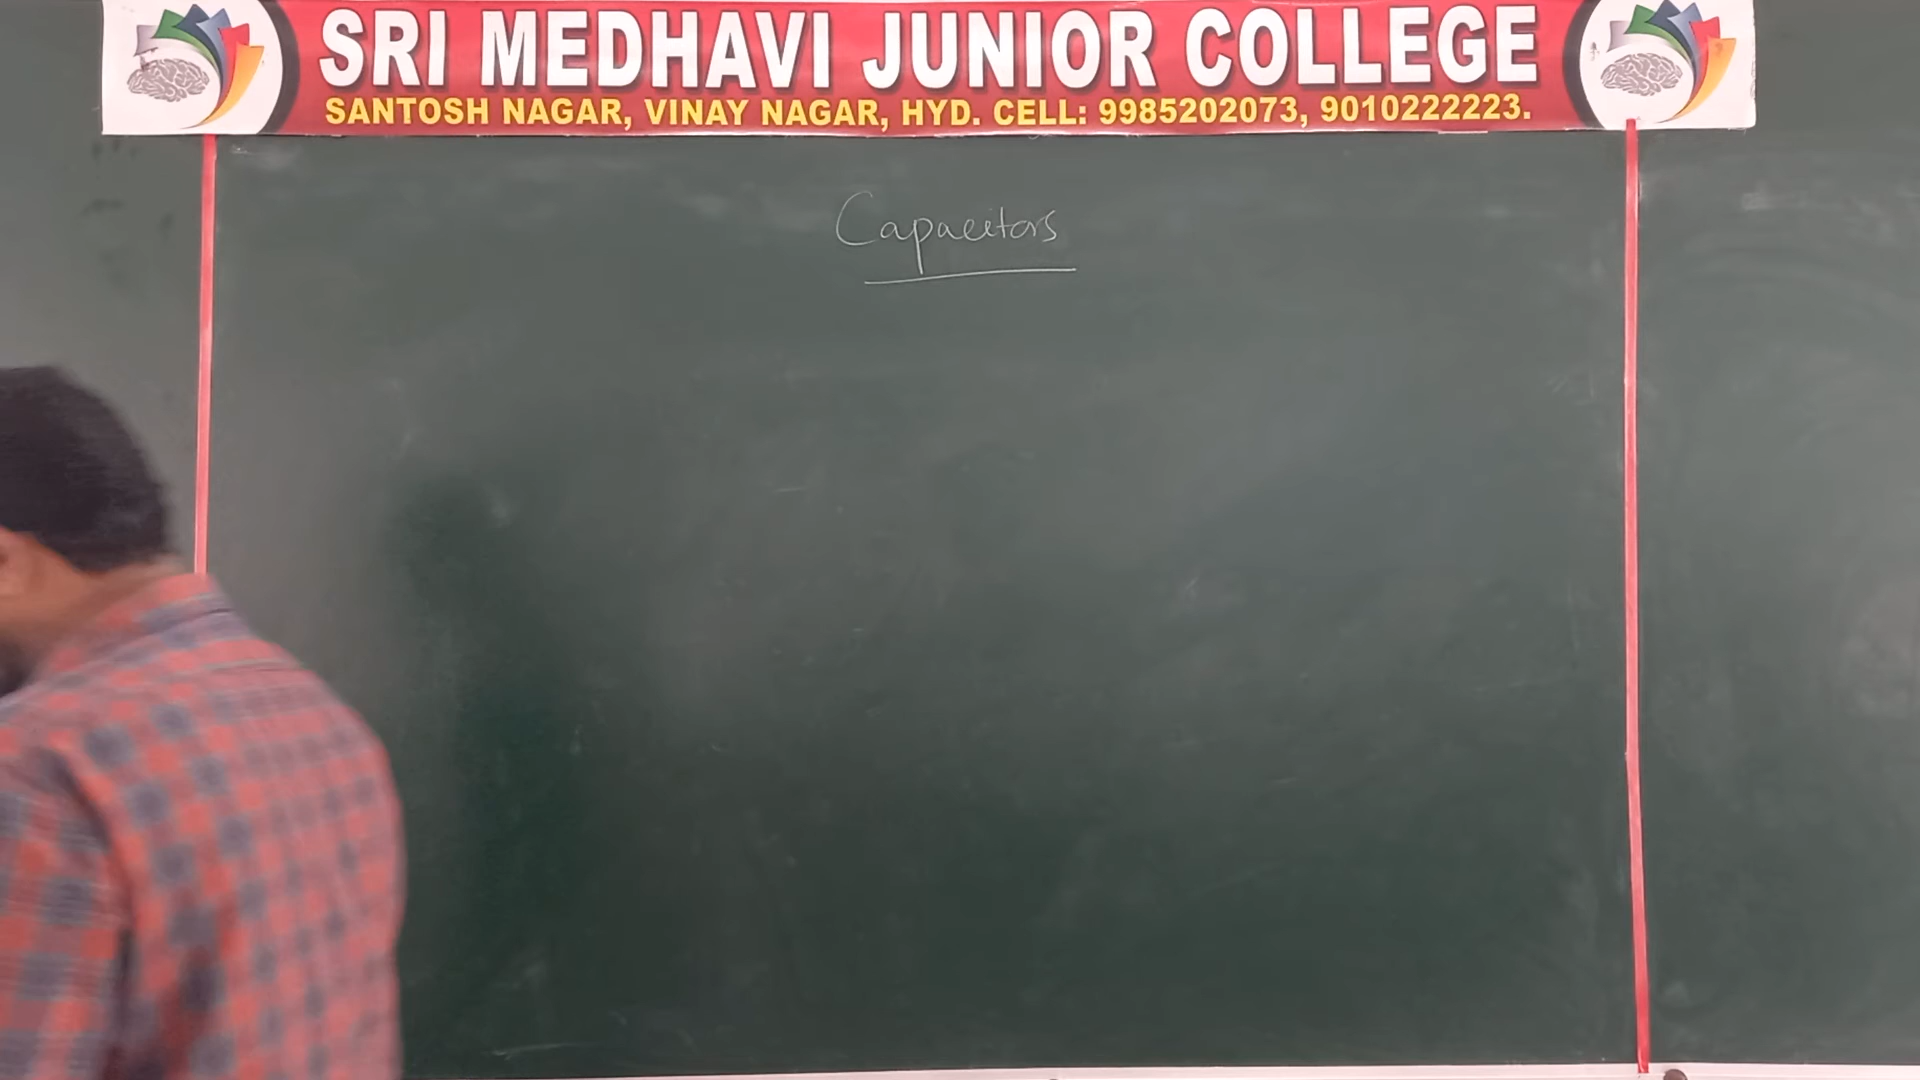 SRI MEDHAVI JUNIOR COLLEGE
SANTOSH NAGAR, VINAY NAGAR, HYD. CELL: 9985202073, 9010222223.
Capacitors